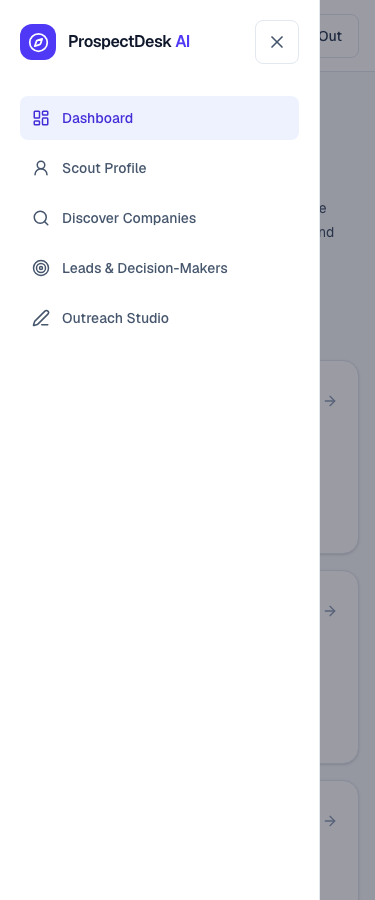 ProspectDesk AI
Out
Dashboard
Scout Profile
Discover Companies
Leads & Decision-Makers
Outreach Studio